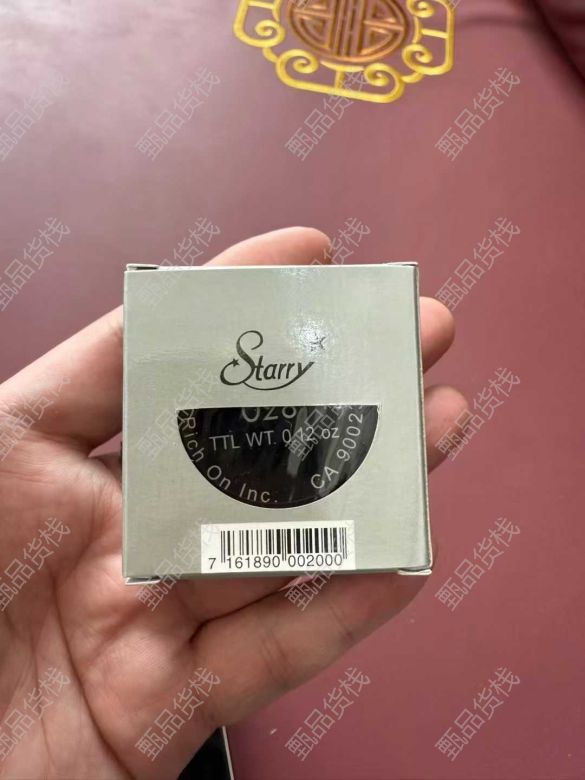 Starry
028
TTL WT. 0.12 oz
Rich On Inc. CA 9002
7 161890 002000
甄品货栈